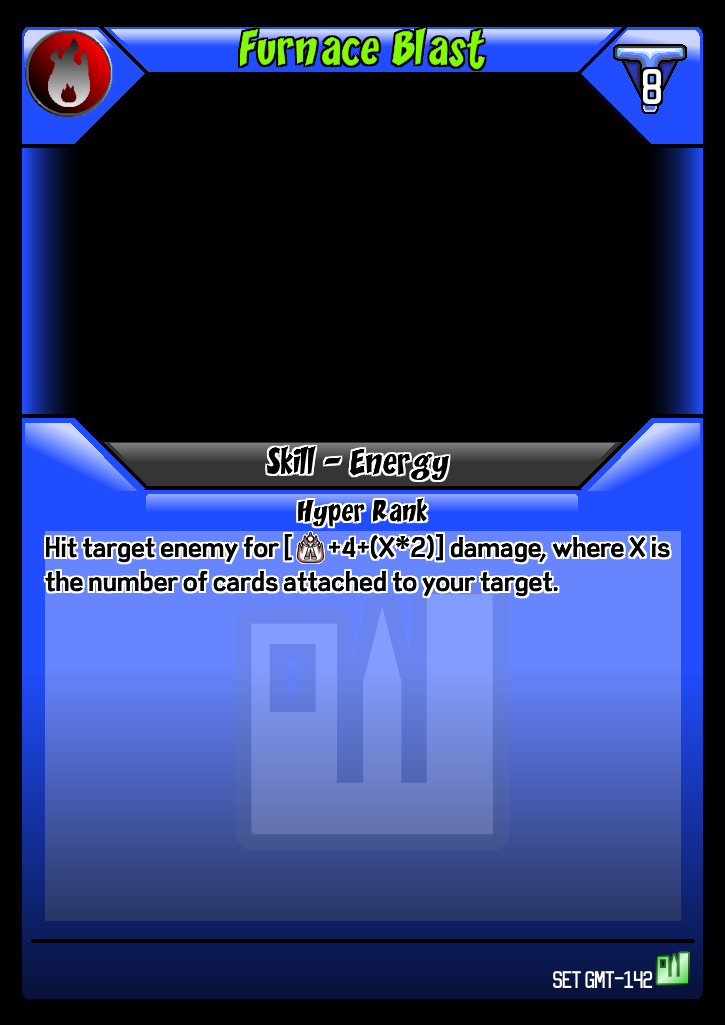 Furnace Blast
8
Skill - Energy
Hyper Rank
Hit target enemy for [ +4+(X*2)] damage, where X is
the number of cards attached to your target.
SET GMT-142